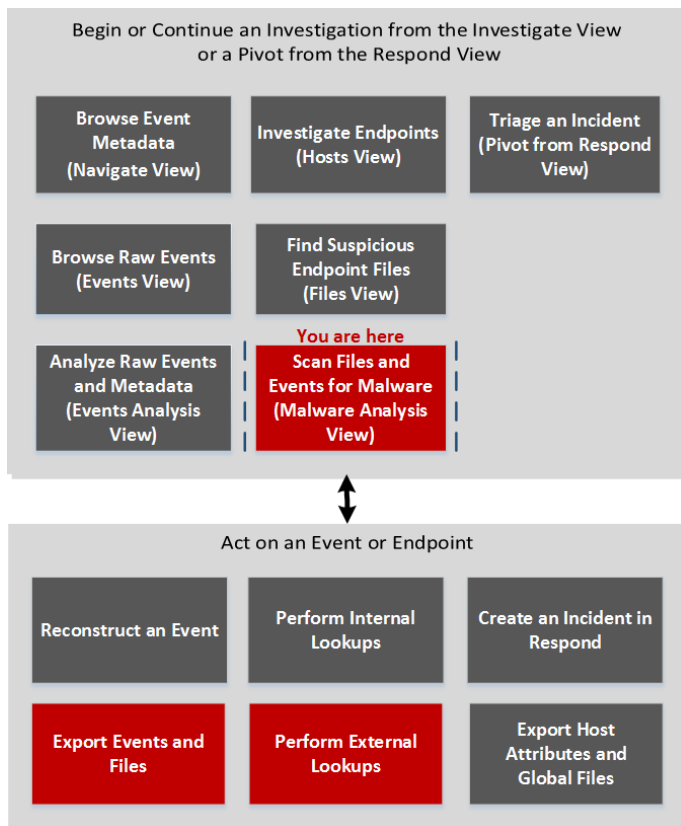 Begin or Continue an Investigation from the Investigate View
or a Pivot from the Respond View
Browse Event
Metadata
(Navigate View)
Investigate Endpoints
(Hosts View)
Triage an Incident
(Pivot from Respond
View)
Browse Raw Events
(Events View)
Find Suspicious
Endpoint Files
(Files View)
Analyze Raw Events
and Metadata
(Events Analysis
View)
You are here
Scan Files and
Events for Malware
(Malware Analysis
View)
Act on an Event or Endpoint
Reconstruct an Event
Perform Internal
Lookups
Create an Incident in
Respond
Export Events and
Files
Perform External
Lookups
Export Host
Attributes and
Global Files